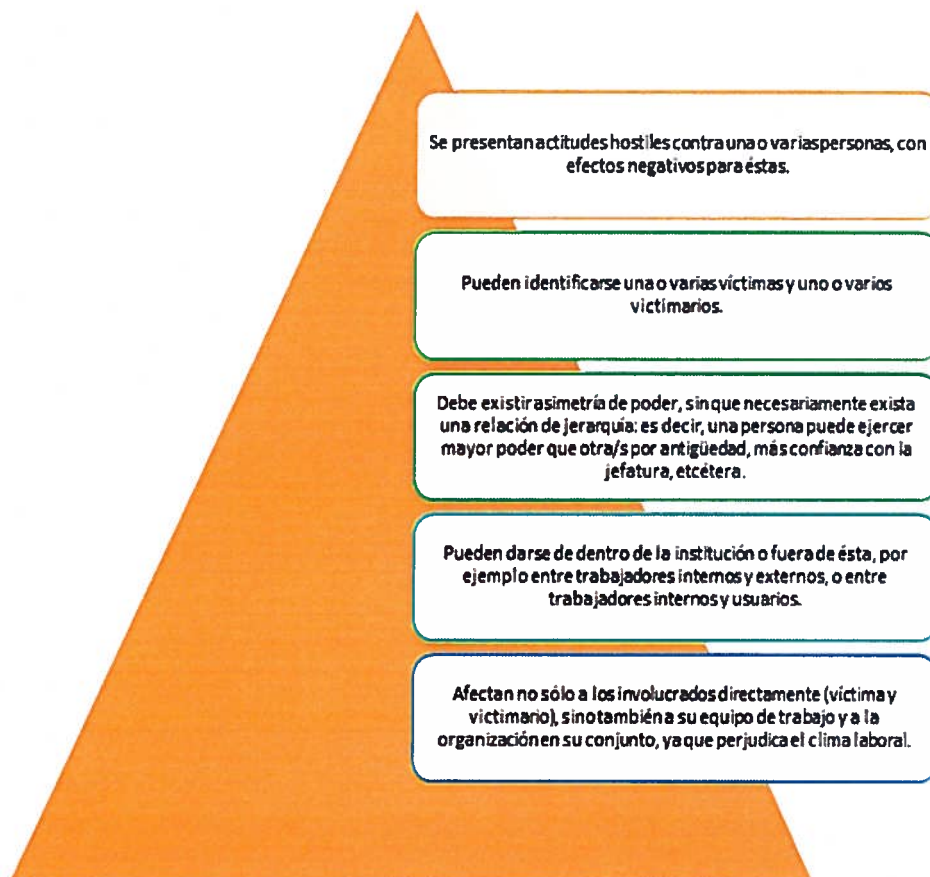 Se presentan actitudes hostiles contra una o varias personas, con
efectos negativos para éstas.
Pueden identificarse una o varias víctimas y uno o varios
victimarios.
Debe existir asimetría de poder, sin que necesariamente exista
una relación de jerarquía: es decir, una persona puede ejercer
mayor poder que otra/s por antigüedad, más confianza con la
jefatura, etcétera.
Pueden darse de dentro de la institución o fuera de ésta, por
ejemplo entre trabajadores internos y externos, o entre
trabajadores internos y usuarios.
Afectan no sólo a los involucrados directamente (víctima y
victimario), sino también a su equipo de trabajo y a la
organización en su conjunto, ya que perjudica el clima laboral.